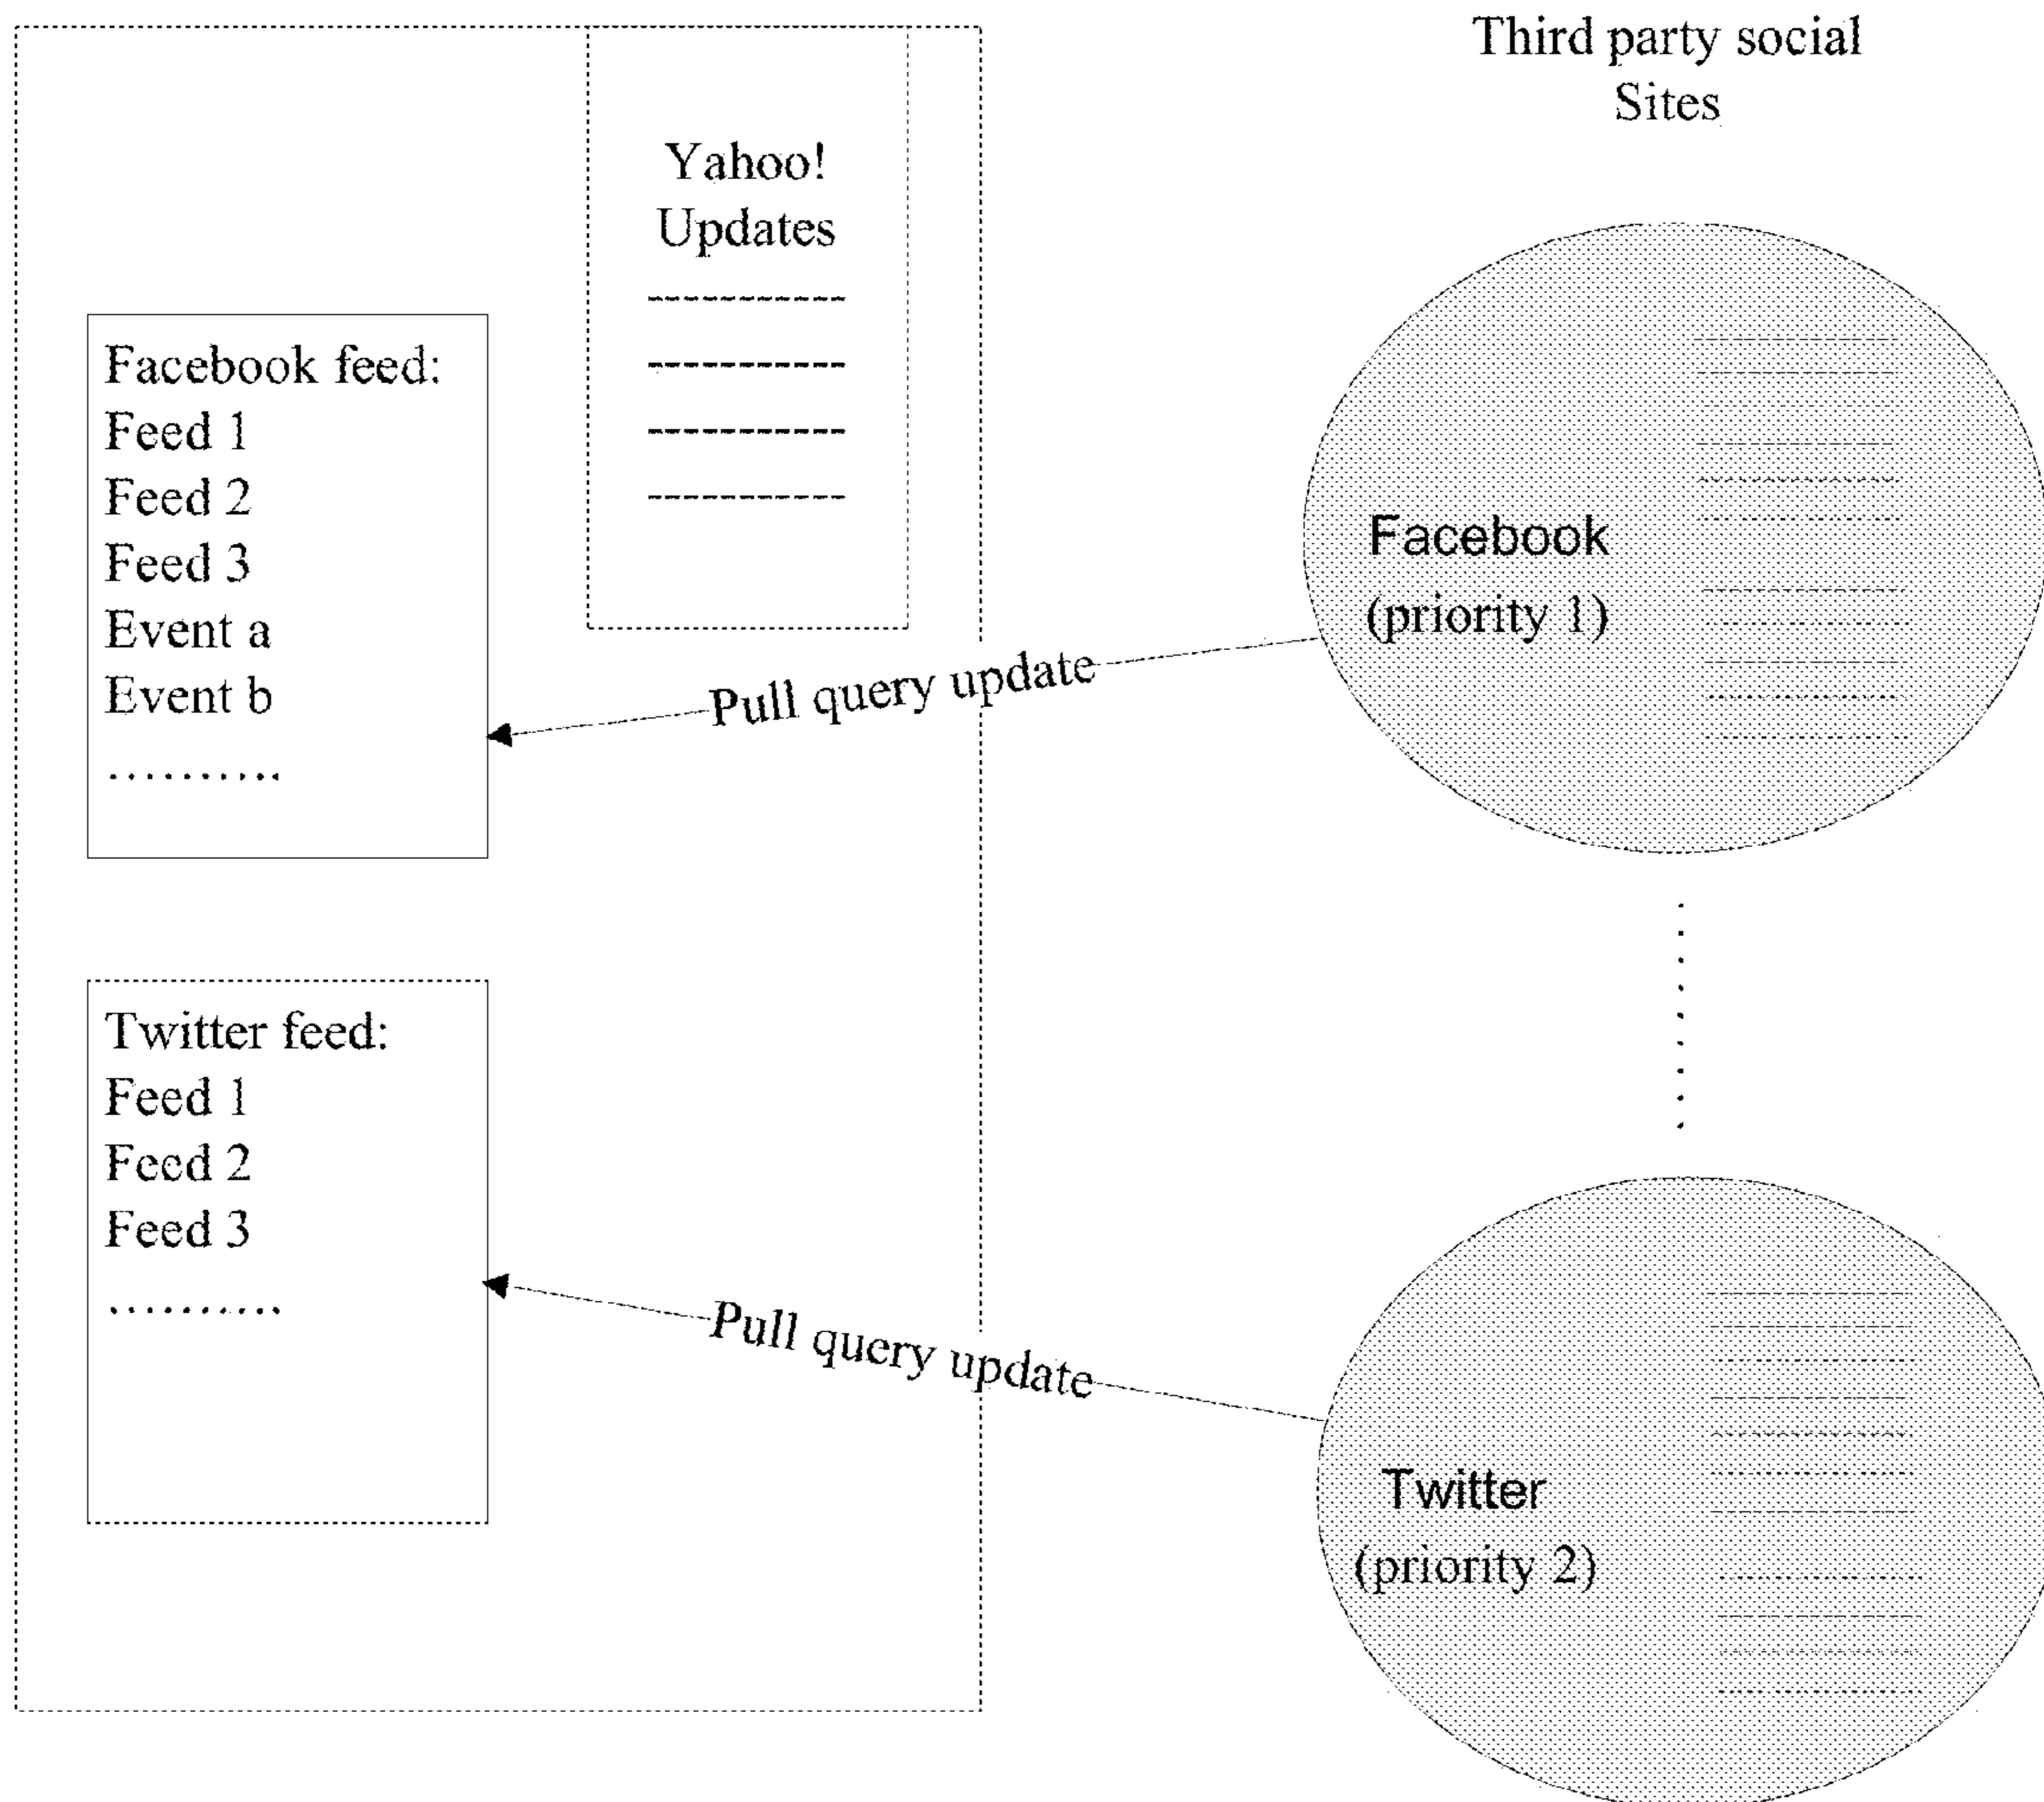 Third party social
Sites
Yahoo!
Updates
Facebook feed:
Feed 1
Feed 2
Feed 3
Event a
Event b
..........
Facebook
(priority 1)
Pull query update
Twitter feed:
Feed 1
Feed 2
Feed 3
..........
Pull query update
Twitter
(priority 2)